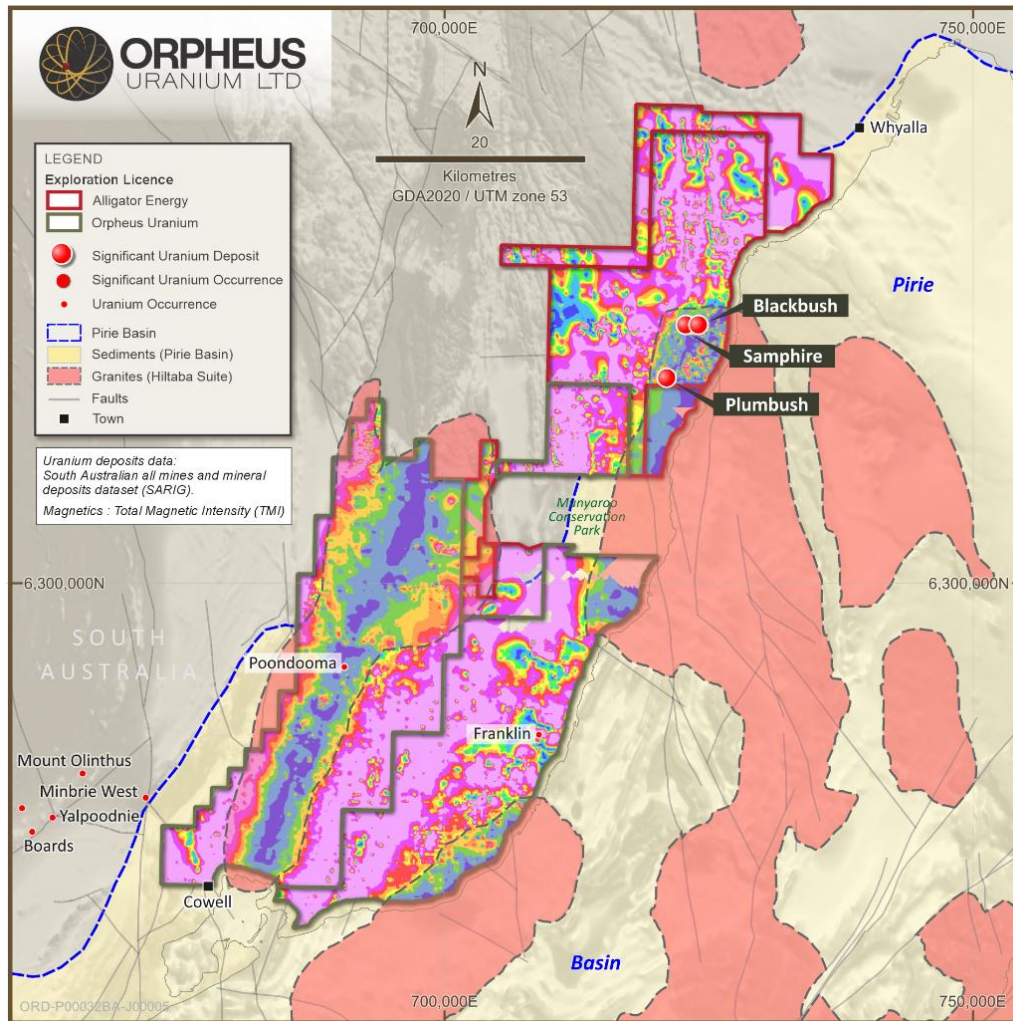 700,000E
750,000E
ORPHEUS
URANIUM LTD
N
20
Kilometres
GDA2020 / UTM zone 53
Whyalla
LEGEND
Exploration Licence
Alligator Energy
Orpheus Uranium
Significant Uranium Deposit
Significant Uranium Occurrence
Uranium Occurrence
Pirie Basin
Sediments (Pirie Basin)
Granites (Hiltaba Suite)
Faults
Town
Uranium deposits data:
South Australian all mines and mineral
deposits dataset (SARIG).
Magnetics : Total Magnetic Intensity (TMI)
Pirie
Blackbush
Samphire
Plumbush
Munyaroo
Conservation
Park
6,300,000N
6,300,000N
SOUTH
AUSTRALIA
Poondooma
Franklin
Mount Olinthus
Minbrie West
Yalpoodnie
Boards
Cowell
Basin
ORD-P00032BA-J00005
700,000E
750,000E